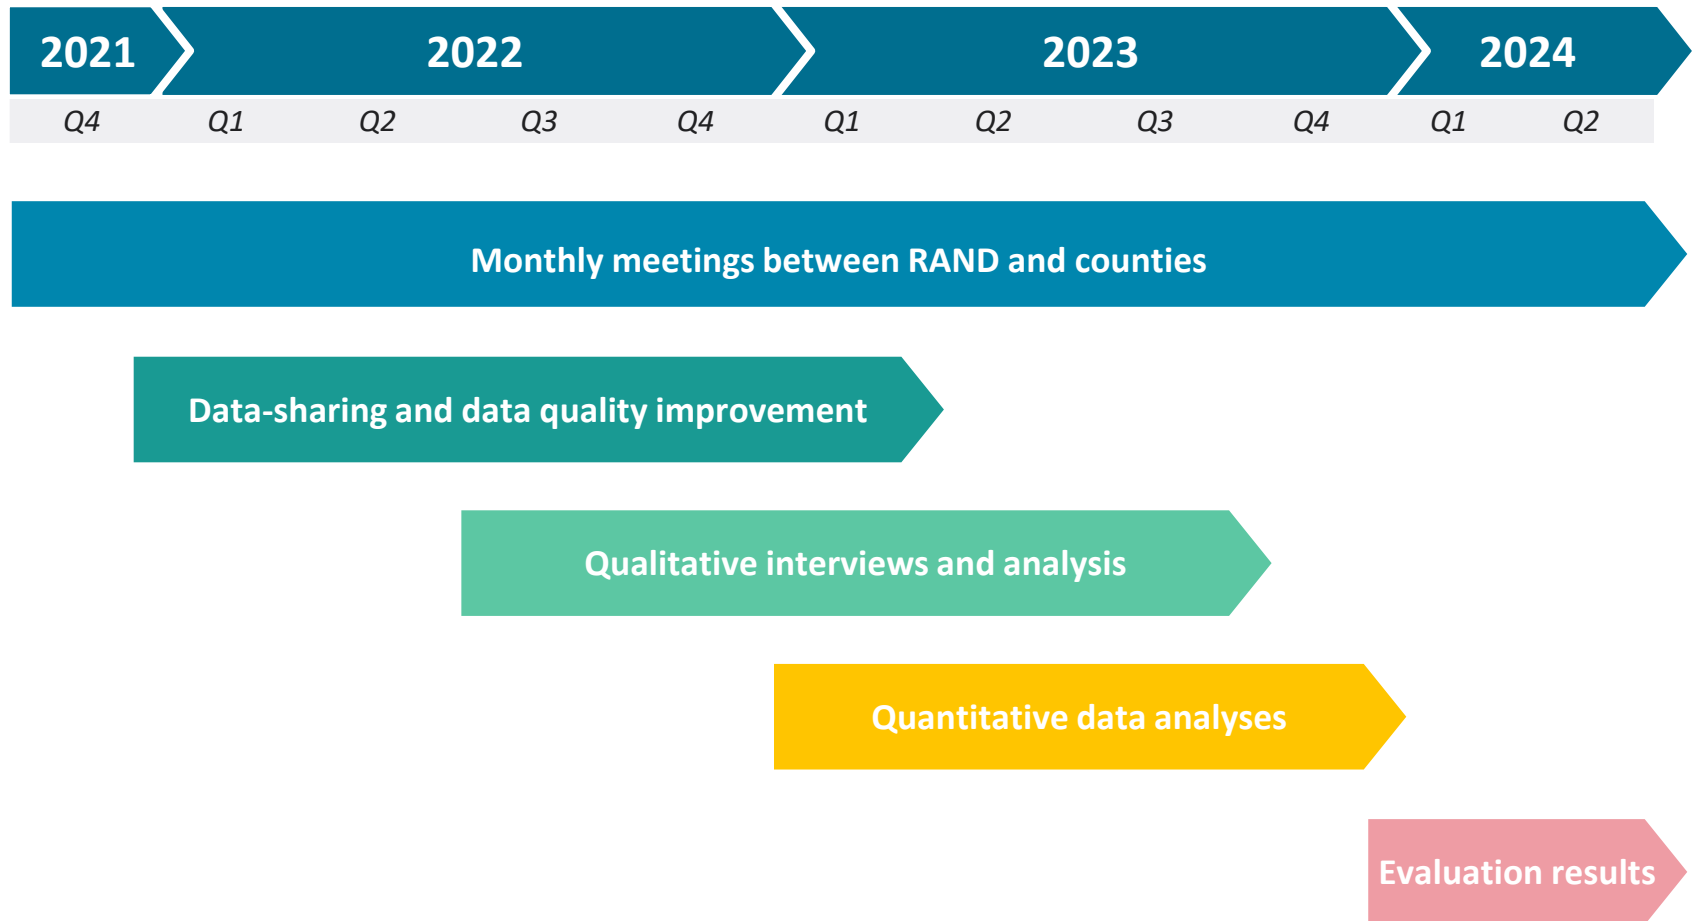 2021 2022 2023 2024
Q4 Q1 Q2 Q3 Q4 Q1 Q2 Q3 Q4 Q1 Q2
Monthly meetings between RAND and counties
Data-sharing and data quality improvement
Qualitative interviews and analysis
Quantitative data analyses
Evaluation results